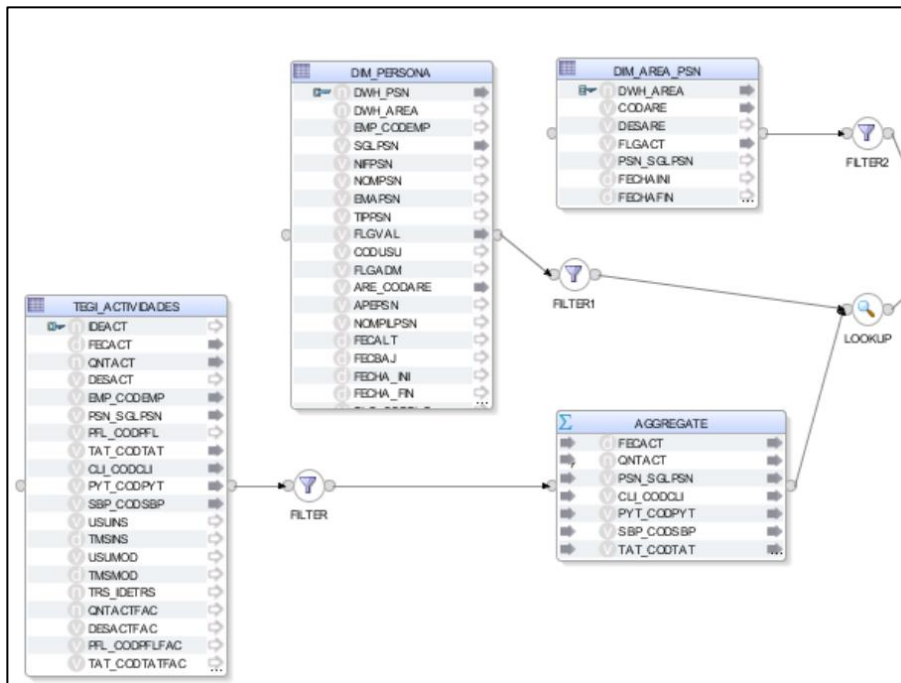 DIM_PERSONA
DWH_PSN
DWH_AREA
EMP_CODEMP
SGLPSN
NIFPSN
NOMPSN
EMAPSN
TIPPSN
FLGVAL
CODUSU
FLGADM
ARE_CODARE
APEPSN
NOMPILPSN
FECALT
FECBAJ
FECHA_INI
FECHA_FIN
DIM_AREA_PSN
DWH_AREA
CODARE
DESARE
FLGACT
PSN_SGLPSN
FECHAINI
FECHAFIN
FILTER2
FILTER1
LOOKUP
TEGI_ACTIVIDADES
IDEACT
FECACT
QNTACT
DESACT
EMP_CODEMP
PSN_SGLPSN
PFL_CODPFL
TAT_CODTAT
CLI_CODCLI
PYT_CODPYT
SBP_CODSBP
USUINS
TMSINS
USUMOD
TMSMOD
TRS_IDETRS
QNTACTFAC
DESACTFAC
PFL_CODPFLFAC
TAT_CODTATFAC
FILTER
AGGREGATE
FECACT
QNTACT
PSN_SGLPSN
CLI_CODCLI
PYT_CODPYT
SBP_CODSBP
TAT_CODTAT